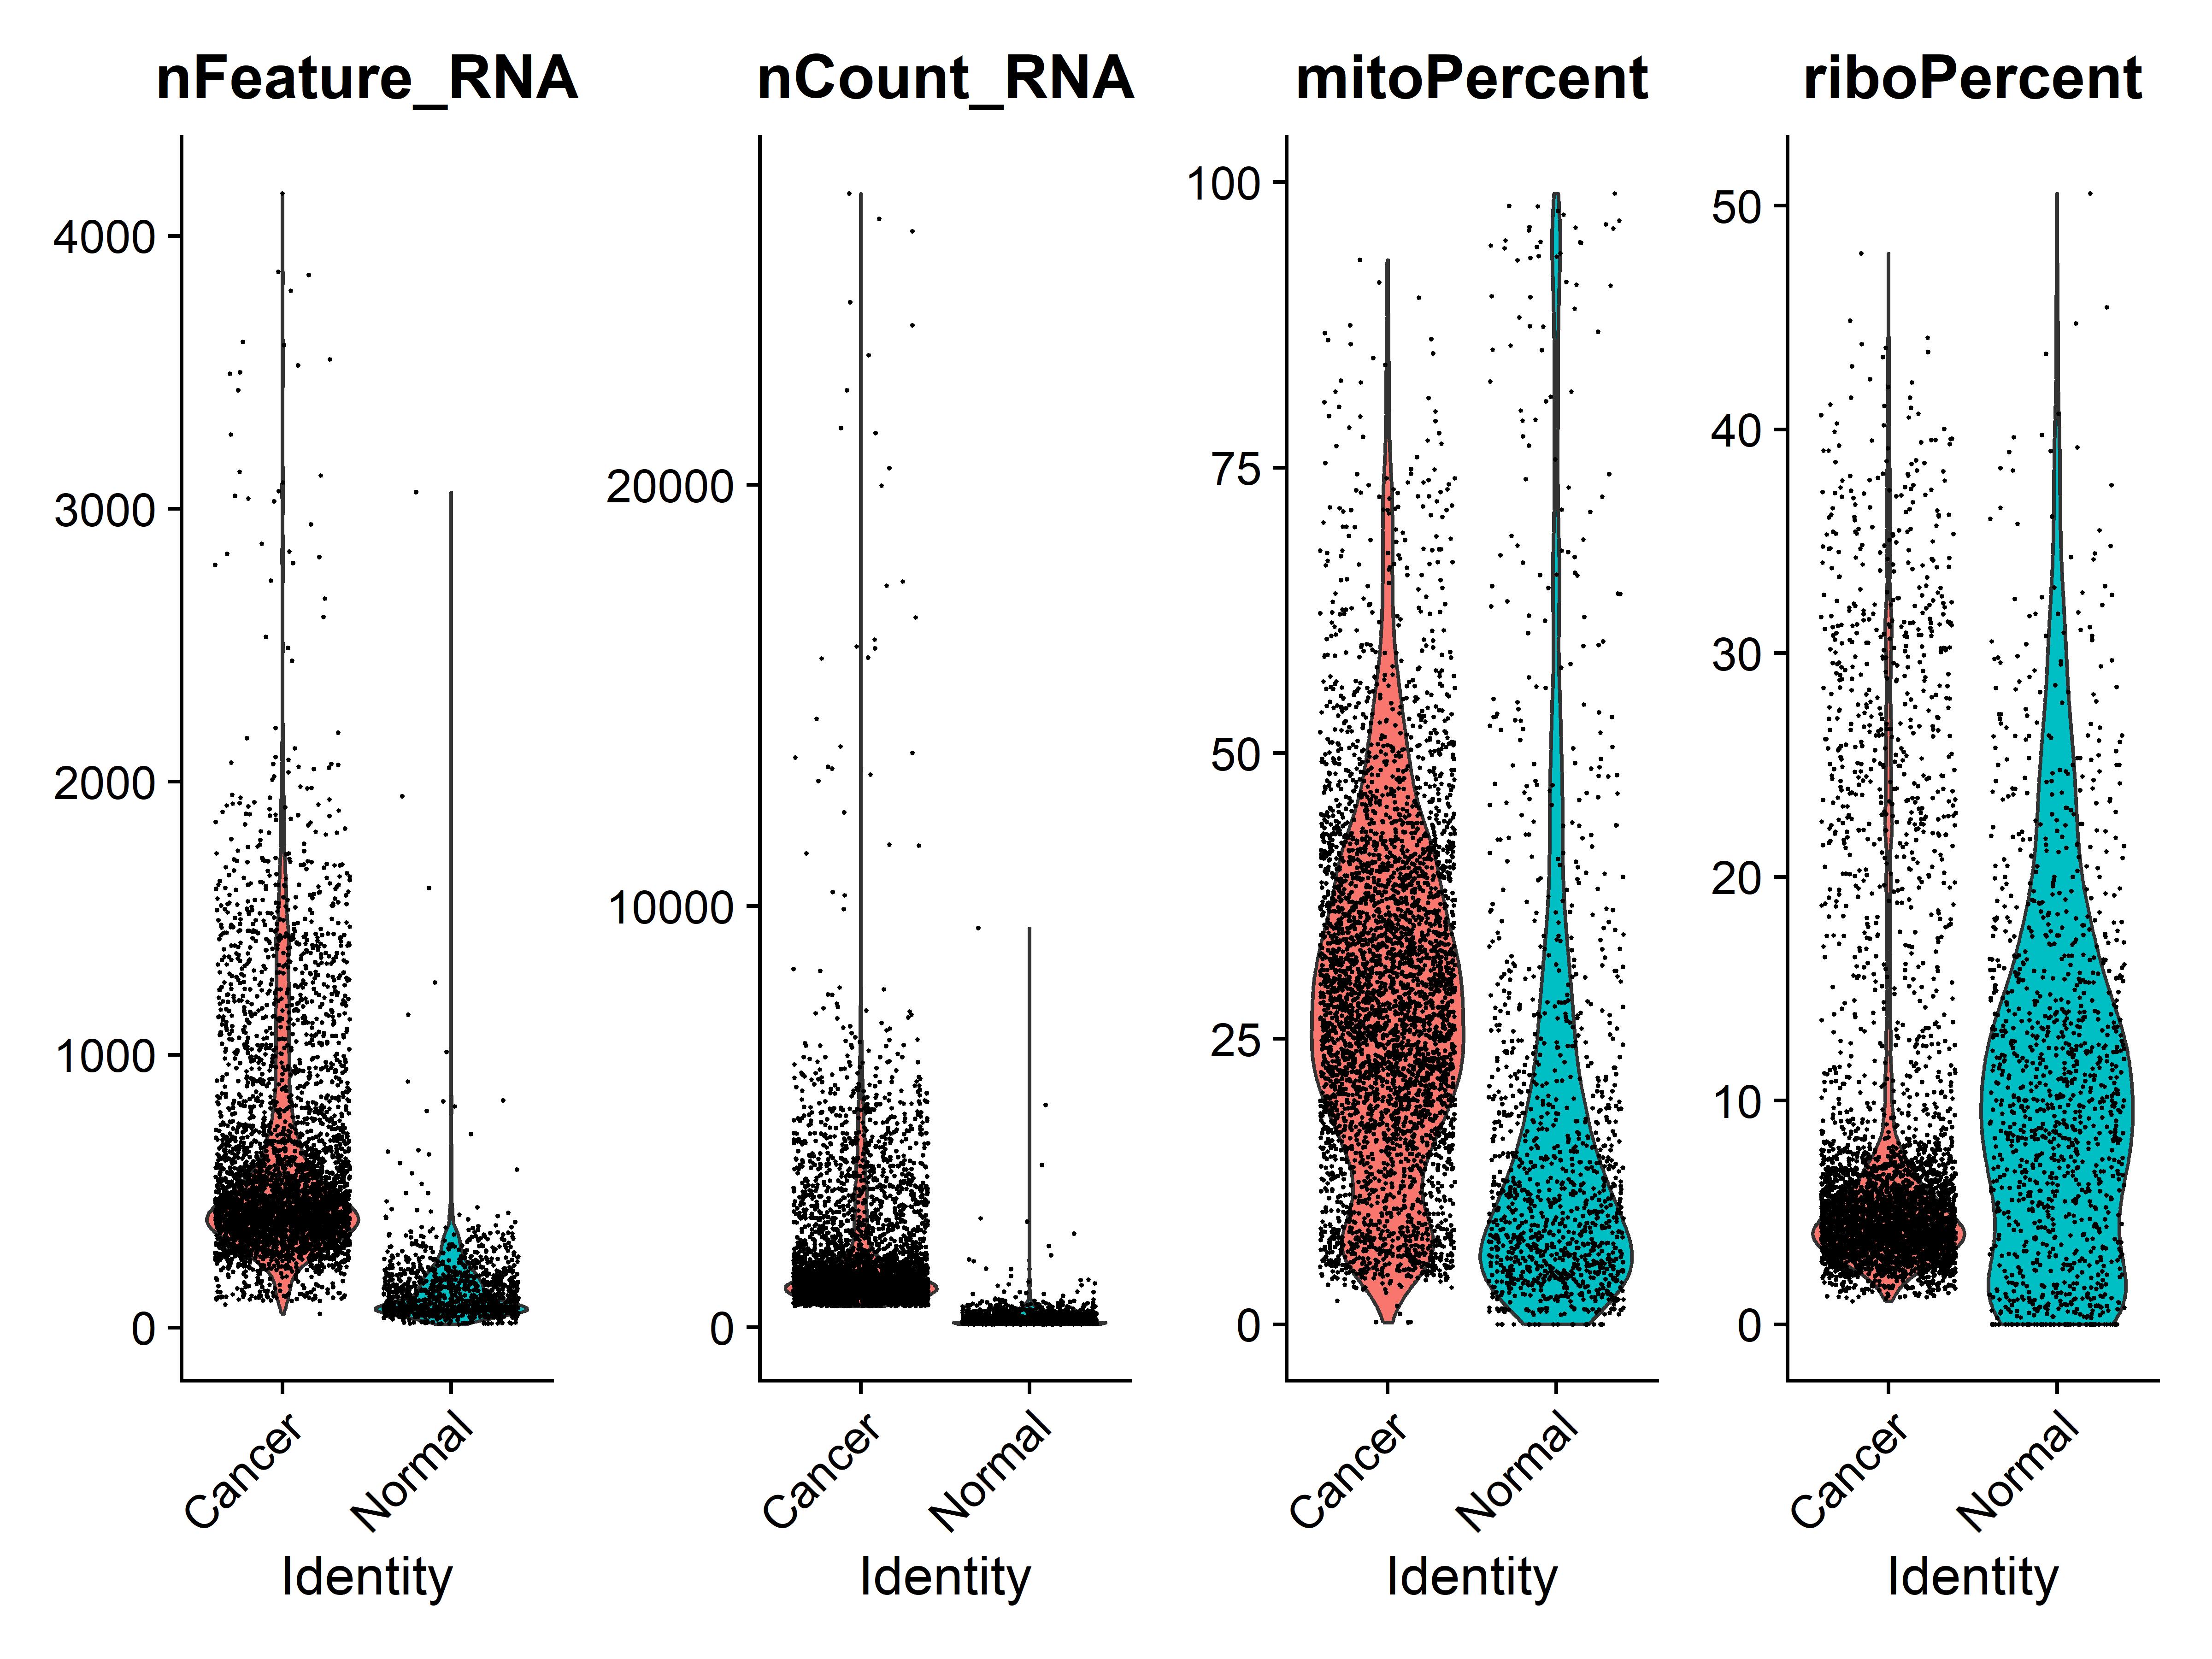 nFeature_RNA
4000
3000
2000
1000
0
Cancer
Normal
Identity
nCount_RNA
20000
10000
0
Cancer
Normal
Identity
mitoPercent
100
75
50
25
0
Cancer
Normal
Identity
riboPercent
50
40
30
20
10
0
Cancer
Normal
Identity